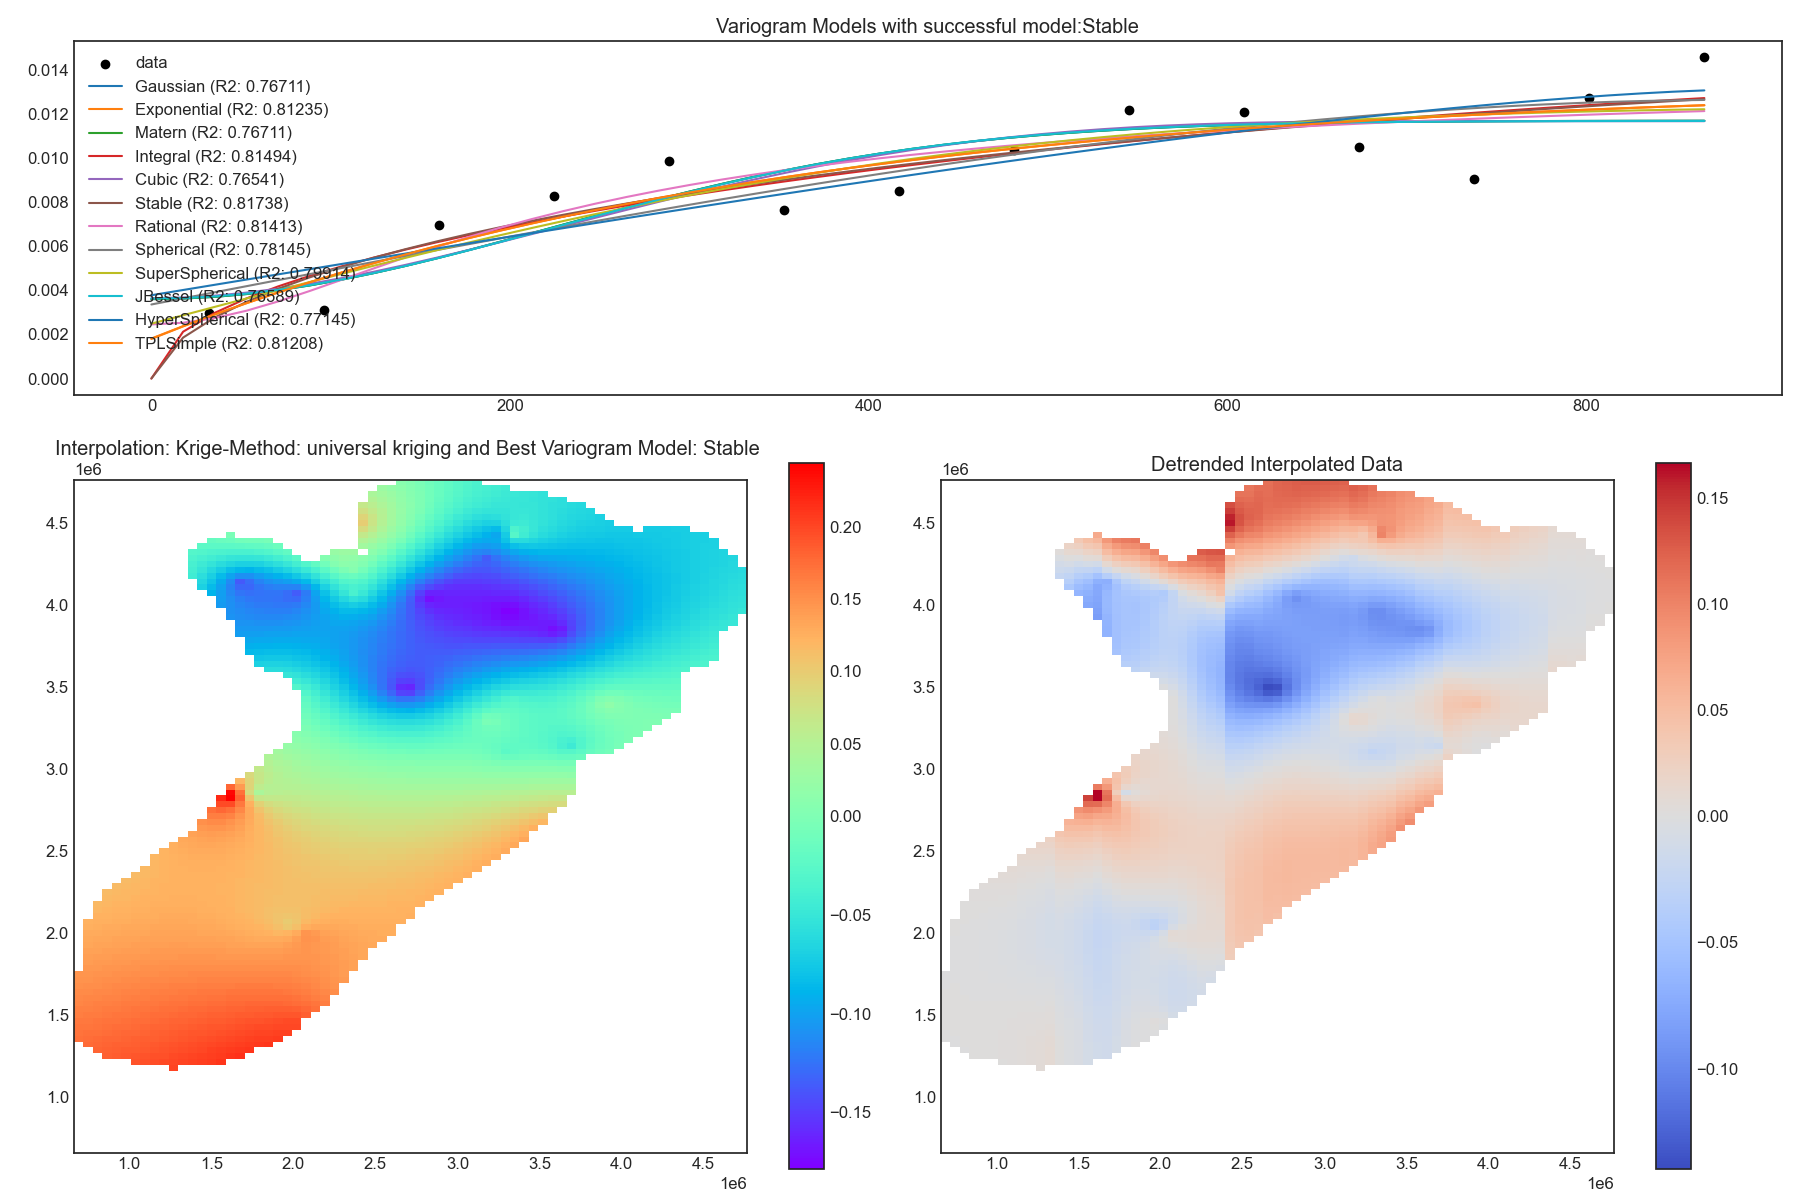 Variogram Models with successful model:Stable
0.014
0.012
0.010
0.008
0.006
0.004
0.002
0.000
data
Gaussian (R2: 0.76711)
Exponential (R2: 0.81235)
Matern (R2: 0.76711)
Integral (R2: 0.81494)
Cubic (R2: 0.76541)
Stable (R2: 0.81738)
Rational (R2: 0.81413)
Spherical (R2: 0.78145)
SuperSpherical (R2: 0.79914)
JBessel (R2: 0.76589)
HyperSpherical (R2: 0.77145)
TPLSimple (R2: 0.81208)
0 200 400 600 800
Interpolation: Krige-Method: universal kriging and Best Variogram Model: Stable
1e6
4.5
4.0
3.5
3.0
2.5
2.0
1.5
1.0
1.0 1.5 2.0 2.5 3.0 3.5 4.0 4.5
1e6
0.20
0.15
0.10
0.05
0.00
−0.05
−0.10
−0.15
Detrended Interpolated Data
1e6
4.5
4.0
3.5
3.0
2.5
2.0
1.5
1.0
1.0 1.5 2.0 2.5 3.0 3.5 4.0 4.5
1e6
0.15
0.10
0.05
0.00
−0.05
−0.10